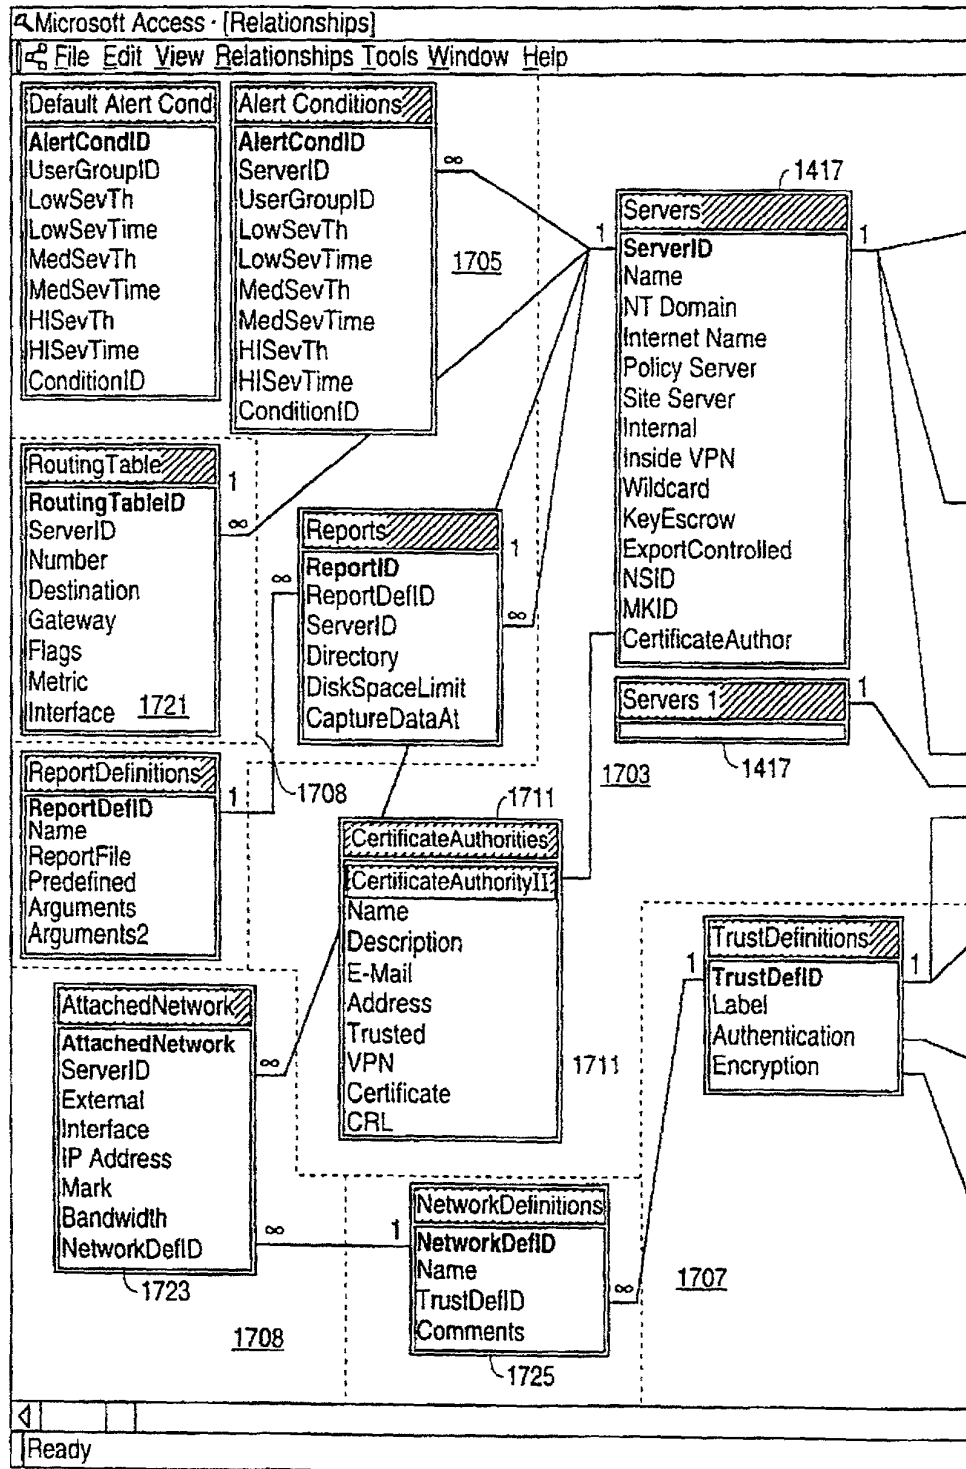 Microsoft Access · [Relationships]
File Edit View Relationships Tools Window Help
Default Alert Cond
AlertCondID
UserGroupID
LowSevTh
LowSevTime
MedSevTh
MedSevTime
HISevTh
HISevTime
ConditionID
Alert Conditions
AlertCondID
ServerID
UserGroupID
LowSevTh
LowSevTime
MedSevTh
MedSevTime
HISevTh
HISevTime
ConditionID
∞
1705
1417
Servers
1
1
ServerID
Name
NT Domain
Internet Name
Policy Server
Site Server
Internal
Inside VPN
Wildcard
KeyEscrow
ExportControlled
NSID
MKID
CertificateAuthor
Servers 1
1
1417
1703
RoutingTable
1
∞
RoutingTableID
ServerID
Number
Destination
Gateway
Flags
Metric
Interface
1721
Reports
1
∞
∞
ReportID
ReportDefID
ServerID
Directory
DiskSpaceLimit
CaptureDataAt
1708
ReportDefinitions
1
ReportDefID
Name
ReportFile
Predefined
Arguments
Arguments2
1711
CertificateAuthorities
CertificateAuthorityII
Name
Description
E-Mail
Address
Trusted
VPN
Certificate
CRL
1711
TrustDefinitions
1
1
TrustDefID
Label
Authentication
Encryption
AttachedNetwork
AttachedNetwork
ServerID
External
Interface
IP Address
Mark
Bandwidth
NetworkDefID
∞
∞
1
1723
1708
NetworkDefinitions
NetworkDefID
Name
TrustDefID
Comments
∞
1725
1707
Ready